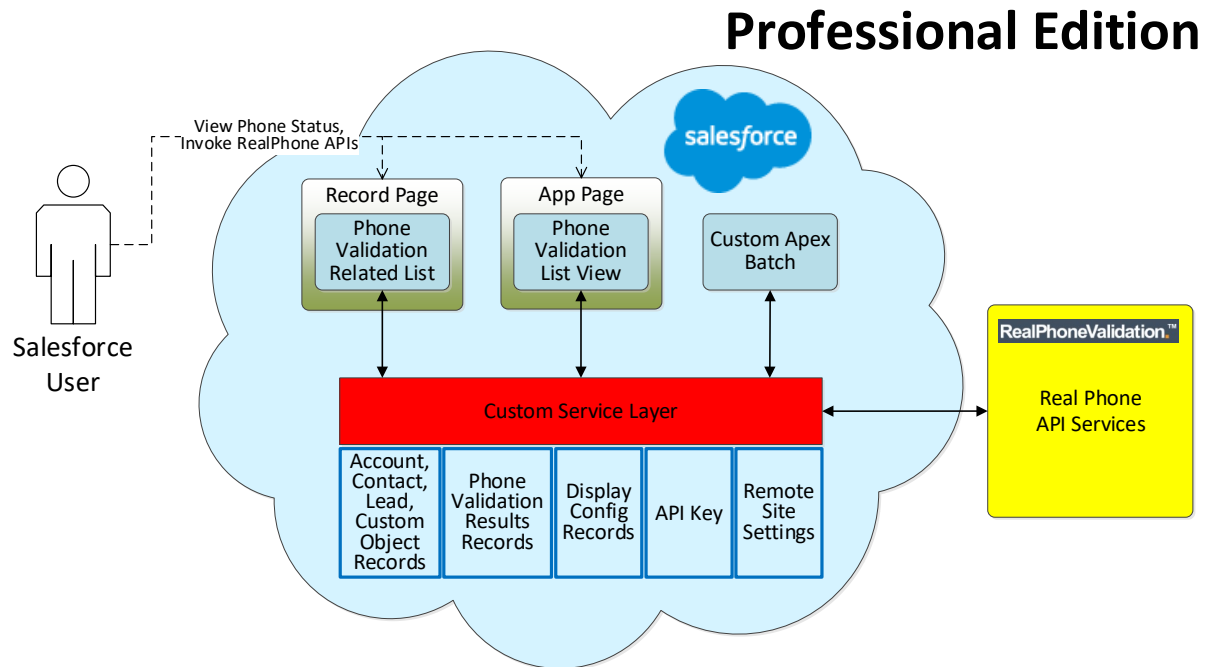 Professional Edition
View Phone Status,
Invoke RealPhone APIs
salesforce
Record Page
Phone
Validation
Related List
App Page
Phone
Validation
List View
Custom Apex
Batch
Salesforce
User
RealPhoneValidation.™
Real Phone
API Services
Custom Service Layer
Account,
Contact,
Lead,
Custom
Object
Records
Phone
Validation
Results
Records
Display
Config
Records
API Key
Remote
Site
Settings